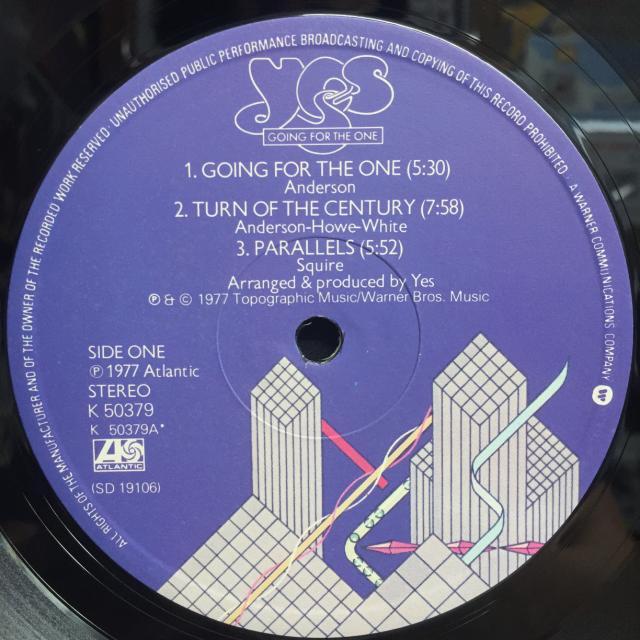 ALL RIGHTS OF THE MANUFACTURER AND OF THE OWNER OF THE RECORDED WORK RESERVED · UNAUTHORISED PUBLIC PERFORMANCE BROADCASTING AND COPYING OF THIS RECORD PROHIBITED · A WARNER COMMUNICATIONS COMPANY
yes
GOING FOR THE ONE
1. GOING FOR THE ONE (5:30)
Anderson
2. TURN OF THE CENTURY (7:58)
Anderson-Howe-White
3. PARALLELS (5:52)
Squire
Arranged & produced by Yes
℗ & © 1977 Topographic Music/Warner Bros. Music
SIDE ONE
℗ 1977 Atlantic
STEREO
K 50379
K 50379A*
ATLANTIC
(SD 19106)